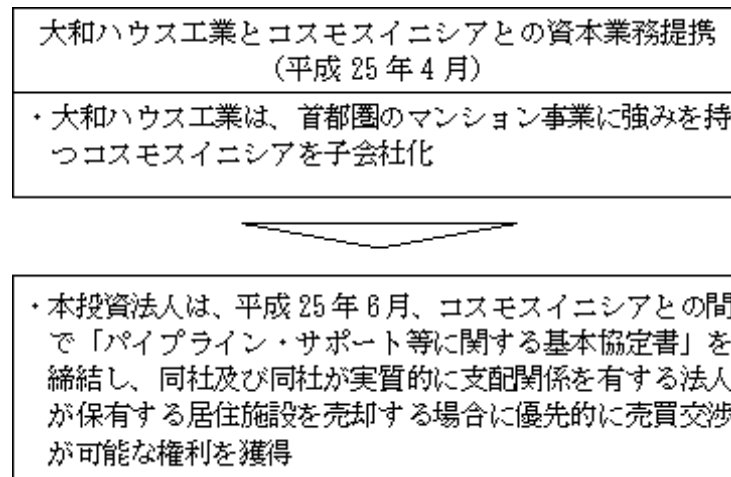 大和ハウス工業とコスモスイニシアとの資本業務提携
（平成 25 年 4 月）
・大和ハウス工業は、首都圏のマンション事業に強みを持
つコスモスイニシアを子会社化
・本投資法人は、平成 25 年 6 月、コスモスイニシアとの間
で「パイプライン・サポート等に関する基本協定書」を
締結し、同社及び同社が実質的に支配関係を有する法人
が保有する居住施設を売却する場合に優先的に売買交渉
が可能な権利を獲得